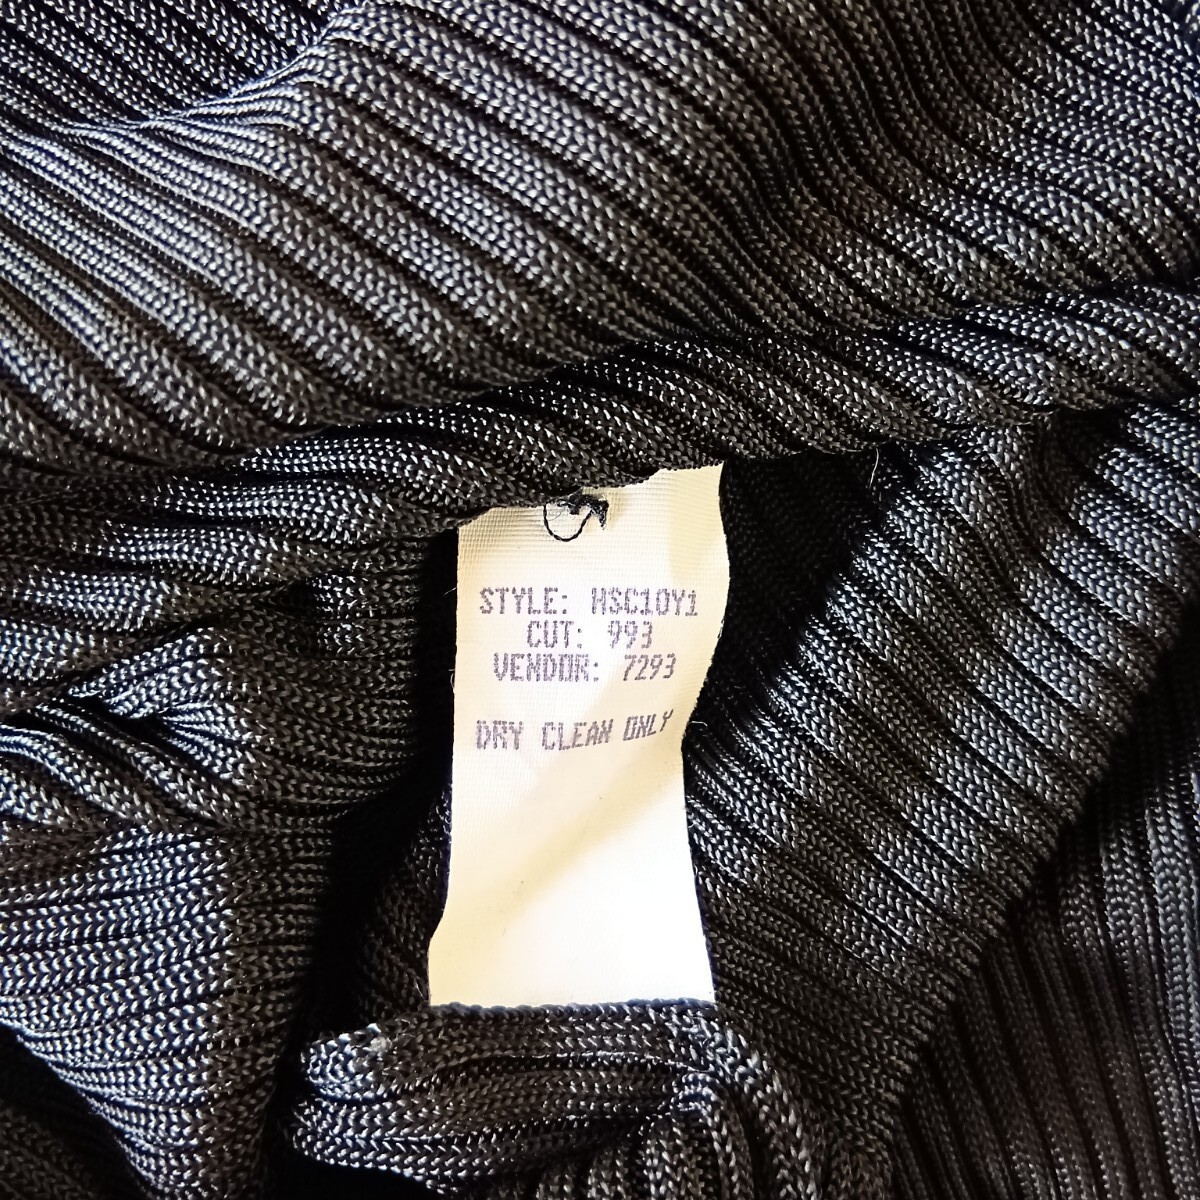 STYLE: HSC10Y1
CUT: 993
VENDOR: 7293
DRY CLEAN ONLY